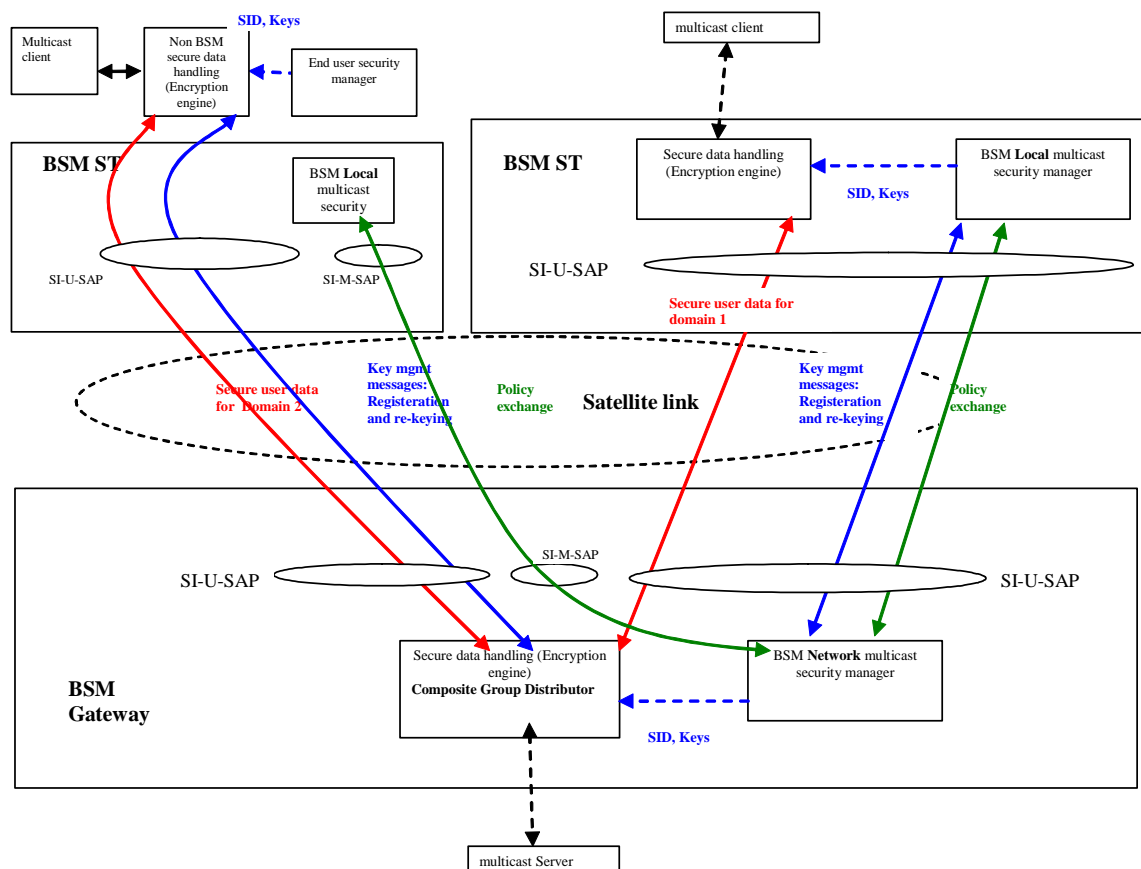 SID, Keys
Multicast
client
Non BSM
secure data
handling
(Encryption
engine)
End user security
manager
multicast client
BSM ST
BSM Local
multicast
security
SI-U-SAP
SI-M-SAP
BSM ST
Secure data handling
(Encryption engine)
SID, Keys
BSM Local multicast
security manager
SI-U-SAP
Secure user data for
domain 1
Secure user data
for Domain 2
Key mgmt
messages:
Registeration
and re-keying
Policy
exchange
Satellite link
Key mgmt
messages:
Registeration
and re-keying
Policy
exchange
SI-U-SAP
SI-M-SAP
SI-U-SAP
BSM
Gateway
Secure data handling (Encryption
engine)
Composite Group Distributor
BSM Network multicast
security manager
SID, Keys
multicast Server